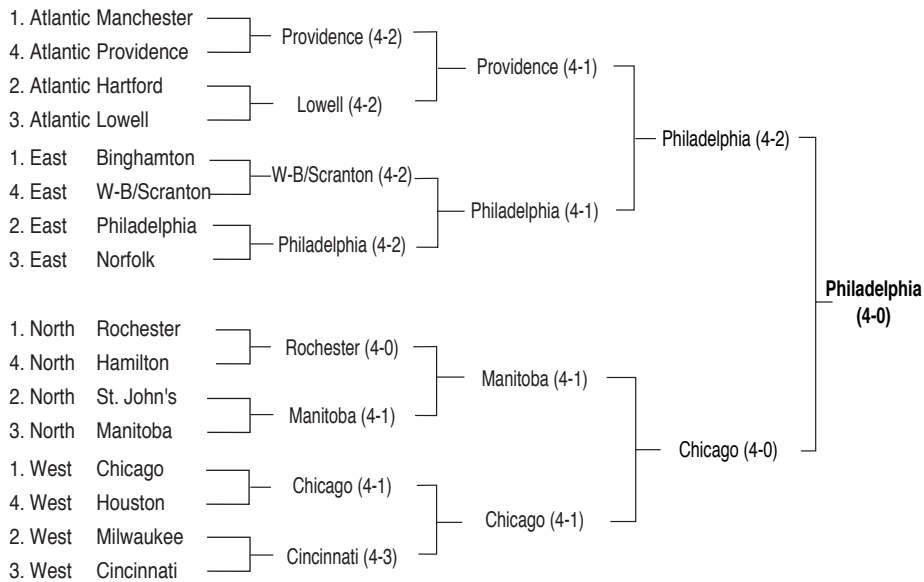 1. Atlantic Manchester
4. Atlantic Providence
2. Atlantic Hartford
3. Atlantic Lowell
1. East Binghamton
4. East W-B/Scranton
2. East Philadelphia
3. East Norfolk
1. North Rochester
4. North Hamilton
2. North St. John's
3. North Manitoba
1. West Chicago
4. West Houston
2. West Milwaukee
3. West Cincinnati
Providence (4-2)
Lowell (4-2)
W-B/Scranton (4-2)
Philadelphia (4-2)
Rochester (4-0)
Manitoba (4-1)
Chicago (4-1)
Cincinnati (4-3)
Providence (4-1)
Philadelphia (4-1)
Manitoba (4-1)
Chicago (4-1)
Philadelphia (4-2)
Chicago (4-0)
Philadelphia
(4-0)